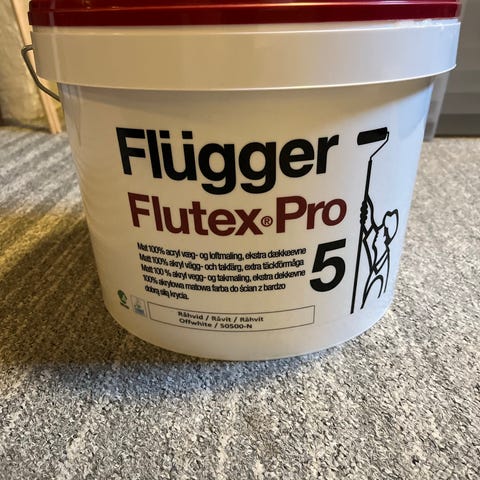 Flügger
Flutex® Pro
5
Mat 100% acryl væg- og loftmaling, ekstra dækkeevne
Matt 100% akryl vägg- och takfärg, extra täckförmåga
Matt 100 % akryl vegg- og takmaling, ekstra dekkevne
100% akrylowa matowa farba do ścian z bardzo
dobrą siłą krycia.
Råhvid / Råvit / Råhvit
Offwhite / S0500-N